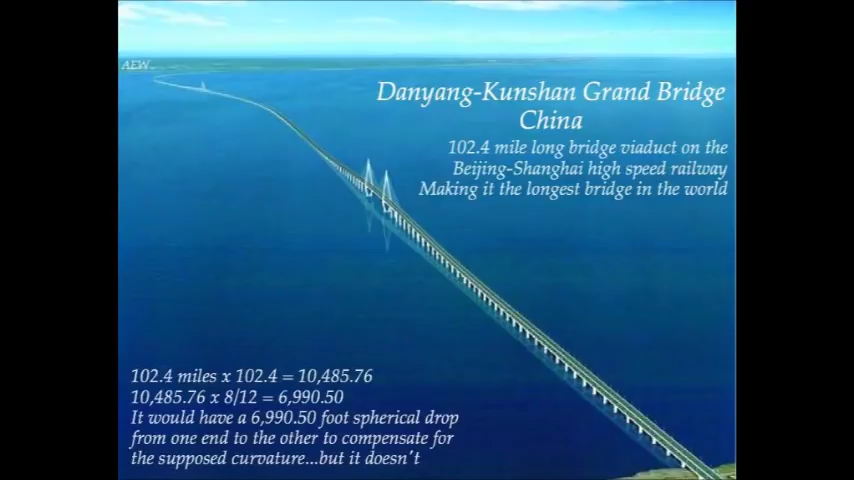 AEW
Danyang-Kunshan Grand Bridge
China
102.4 mile long bridge viaduct on the
Beijing-Shanghai high speed railway
Making it the longest bridge in the world
102.4 miles x 102.4 = 10,485.76
10,485.76 x 8/12 = 6,990.50
It would have a 6,990.50 foot spherical drop
from one end to the other to compensate for
the supposed curvature...but it doesn't